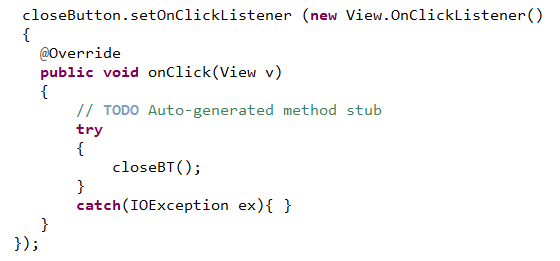 closeButton.setOnClickListener (new View.OnClickListener()
{
@Override
public void onClick(View v)
{
// TODO Auto-generated method stub
try
{
closeBT();
}
catch(IOException ex){ }
}
});